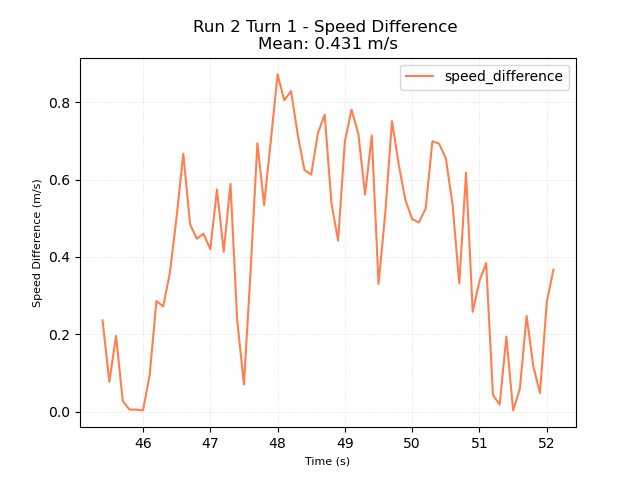 Run 2 Turn 1 - Speed Difference
Mean: 0.431 m/s
speed_difference
Speed Difference (m/s)
0.8
0.6
0.4
0.2
0.0
46 47 48 49 50 51 52
Time (s)